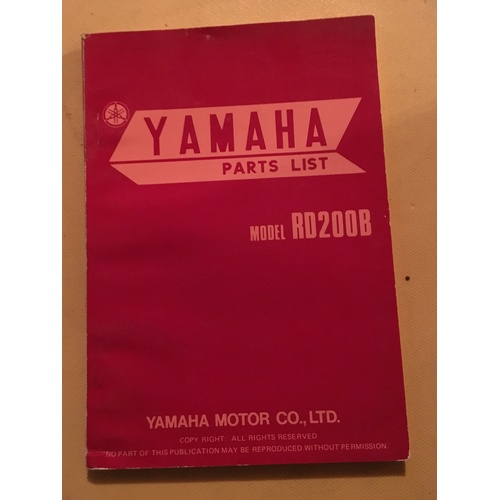 YAMAHA
PARTS LIST
MODEL RD200B
YAMAHA MOTOR CO., LTD.
COPY RIGHT: ALL RIGHTS RESERVED
NO PART OF THIS PUBLICATION MAY BE REPRODUCED WITHOUT PERMISSION.